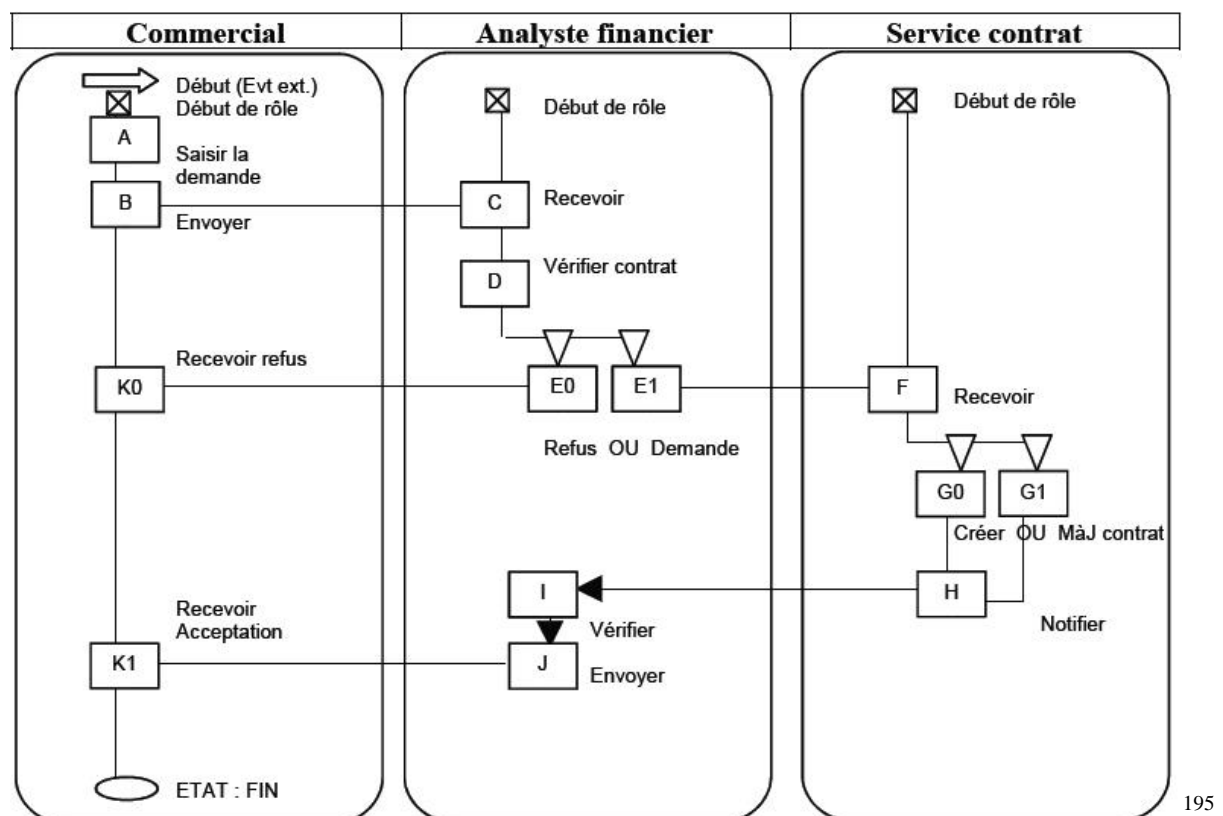 Commercial
Analyste financier
Service contrat
Début (Evt ext.)
Début de rôle
A
Saisir la
demande
B
Envoyer
Recevoir refus
K0
Recevoir
Acceptation
K1
ETAT : FIN
Début de rôle
C
Recevoir
D
Vérifier contrat
E0
E1
Refus OU Demande
I
Vérifier
J
Envoyer
Début de rôle
F
Recevoir
G0
G1
Créer OU MàJ contrat
H
Notifier
195